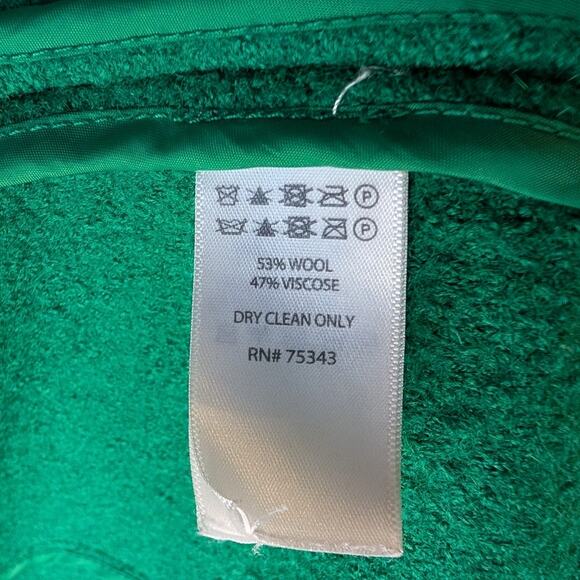 P
P
53% WOOL
47% VISCOSE
DRY CLEAN ONLY
RN# 75343